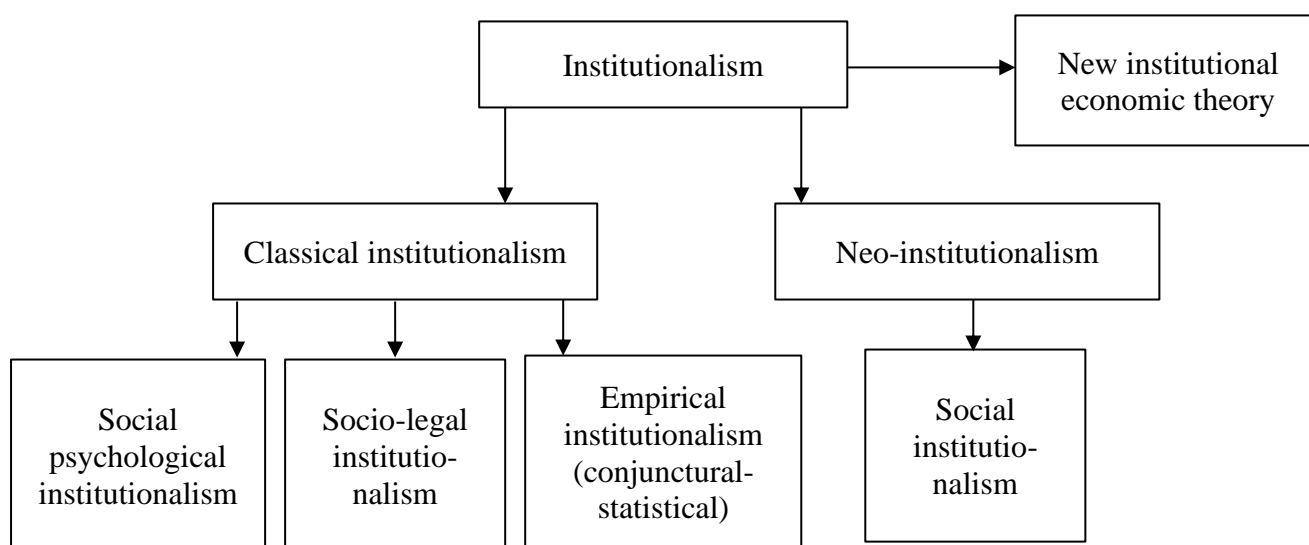 Institutionalism
New institutional
economic theory
Classical institutionalism
Neo-institutionalism
Social
psychological
institutionalism
Socio-legal
institutio-
nalism
Empirical
institutionalism
(conjunctural-
statistical)
Social
institutio-
nalism